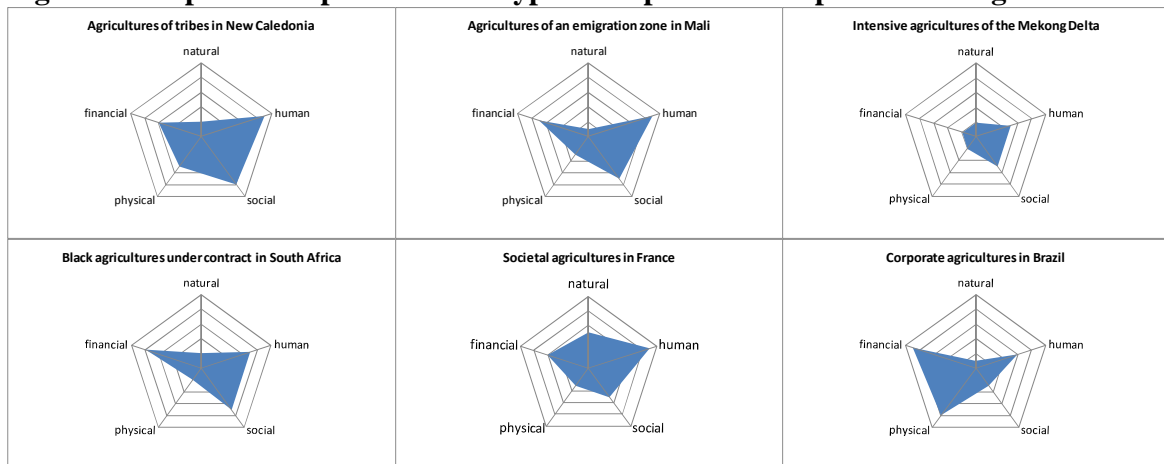 Agricultures of tribes in New Caledonia
natural
human
social
physical
financial
Agricultures of an emigration zone in Mali
natural
human
social
physical
financial
Intensive agricultures of the Mekong Delta
natural
human
social
physical
financial
Black agricultures under contract in South Africa
natural
human
social
physical
financial
Societal agricultures in France
natural
human
social
physical
financial
Corporate agricultures in Brazil
natural
human
social
physical
financial